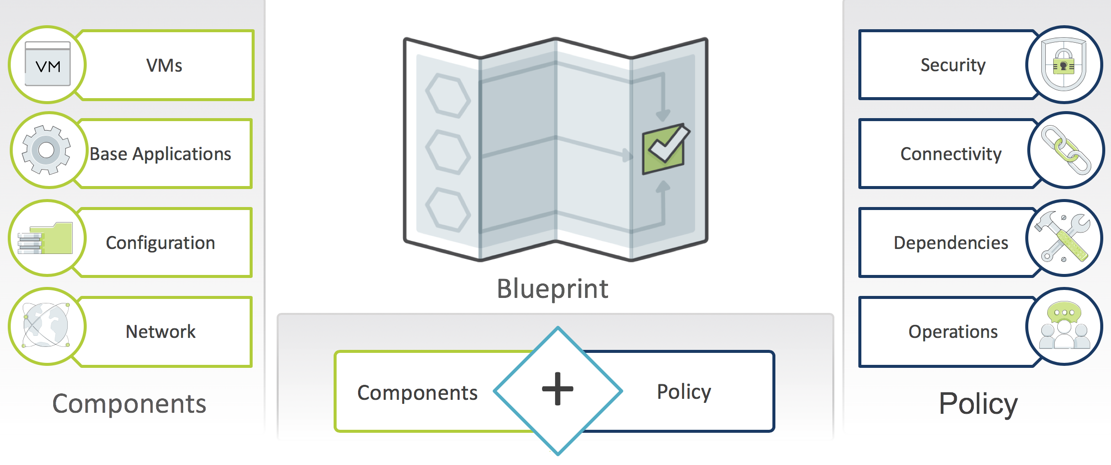 VM
VMs
Base Applications
Configuration
Network
Components
Blueprint
Components
+
Policy
Security
Connectivity
Dependencies
Operations
Policy